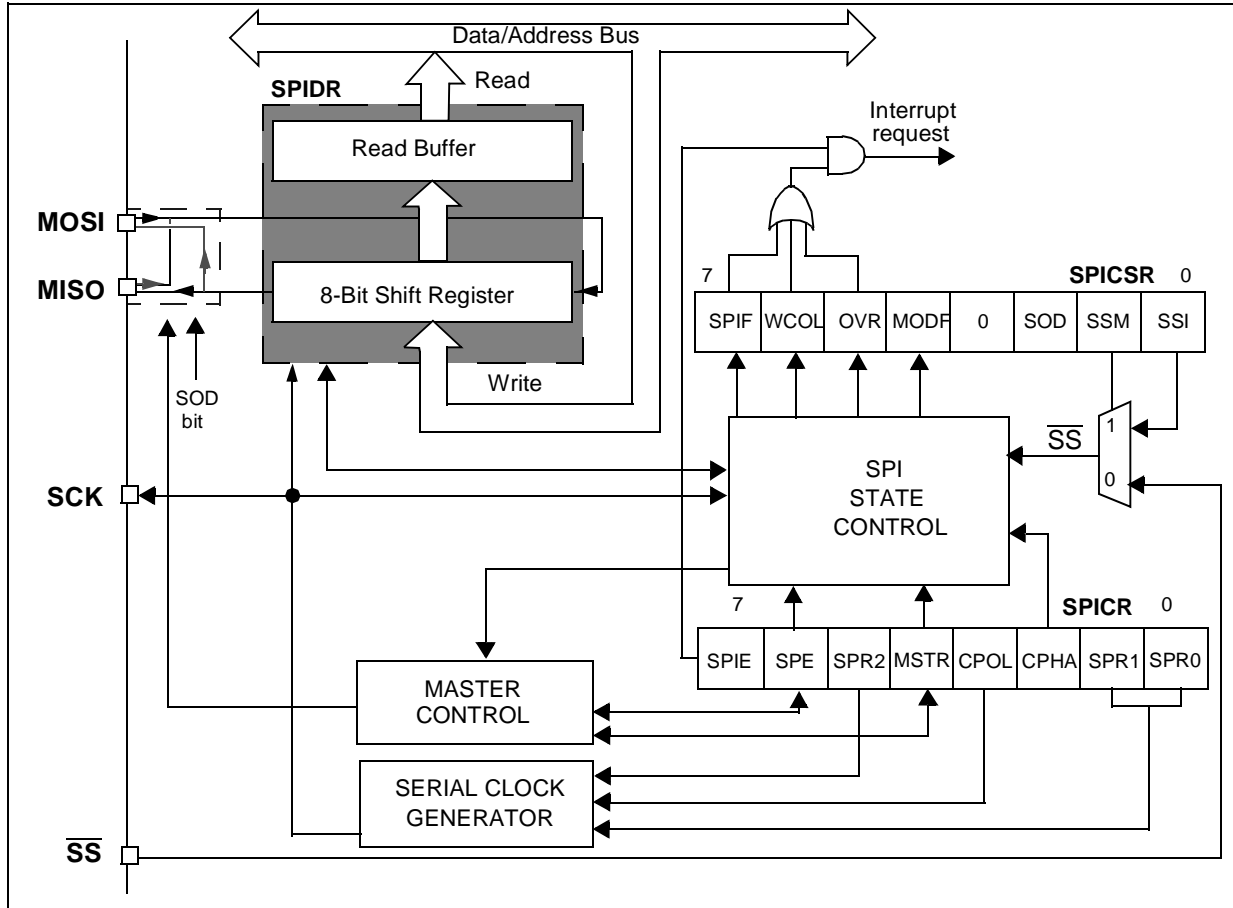 Data/Address Bus
SPIDR
Read
Read Buffer
Interrupt
request
MOSI
MISO
8-Bit Shift Register
7
SPICSR
0
SPIF
WCOL
OVR
MODF
0
SOD
SSM
SSI
Write
SOD
bit
SS
1
0
SCK
SPI
STATE
CONTROL
7
SPICR
0
SPIE
SPE
SPR2
MSTR
CPOL
CPHA
SPR1
SPR0
MASTER
CONTROL
SERIAL CLOCK
GENERATOR
SS